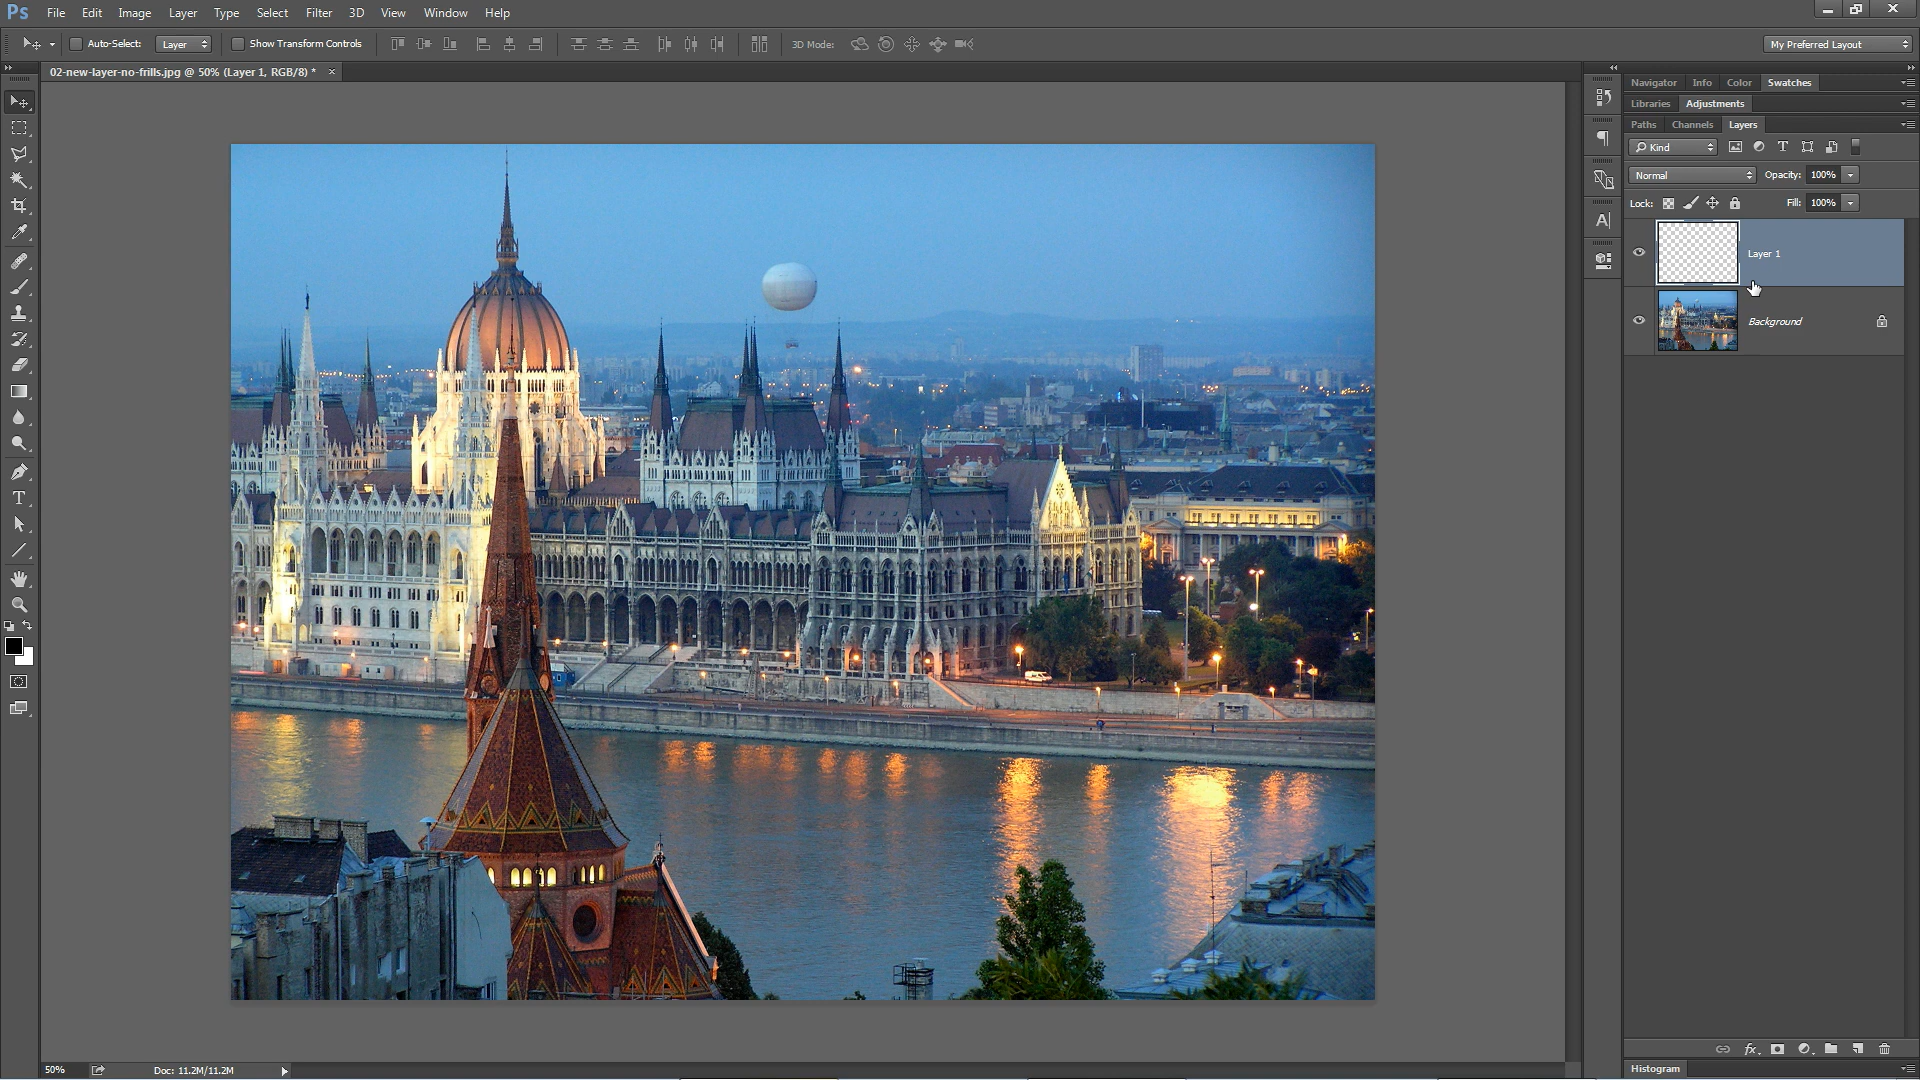 Ps File Edit Image Layer Type Select Filter 3D View Window Help
Auto-Select: Layer Show Transform Controls 3D Mode: My Preferred Layout
02-new-layer-no-frills.jpg @ 50% (Layer 1, RGB/8) * ×
Navigator Info Color Swatches
Libraries Adjustments
Paths Channels Layers
Kind T
Normal Opacity: 100%
Lock: Fill: 100%
A|
Layer 1
Background
T
fx
50% Doc: 11.2M/11.2M
Histogram